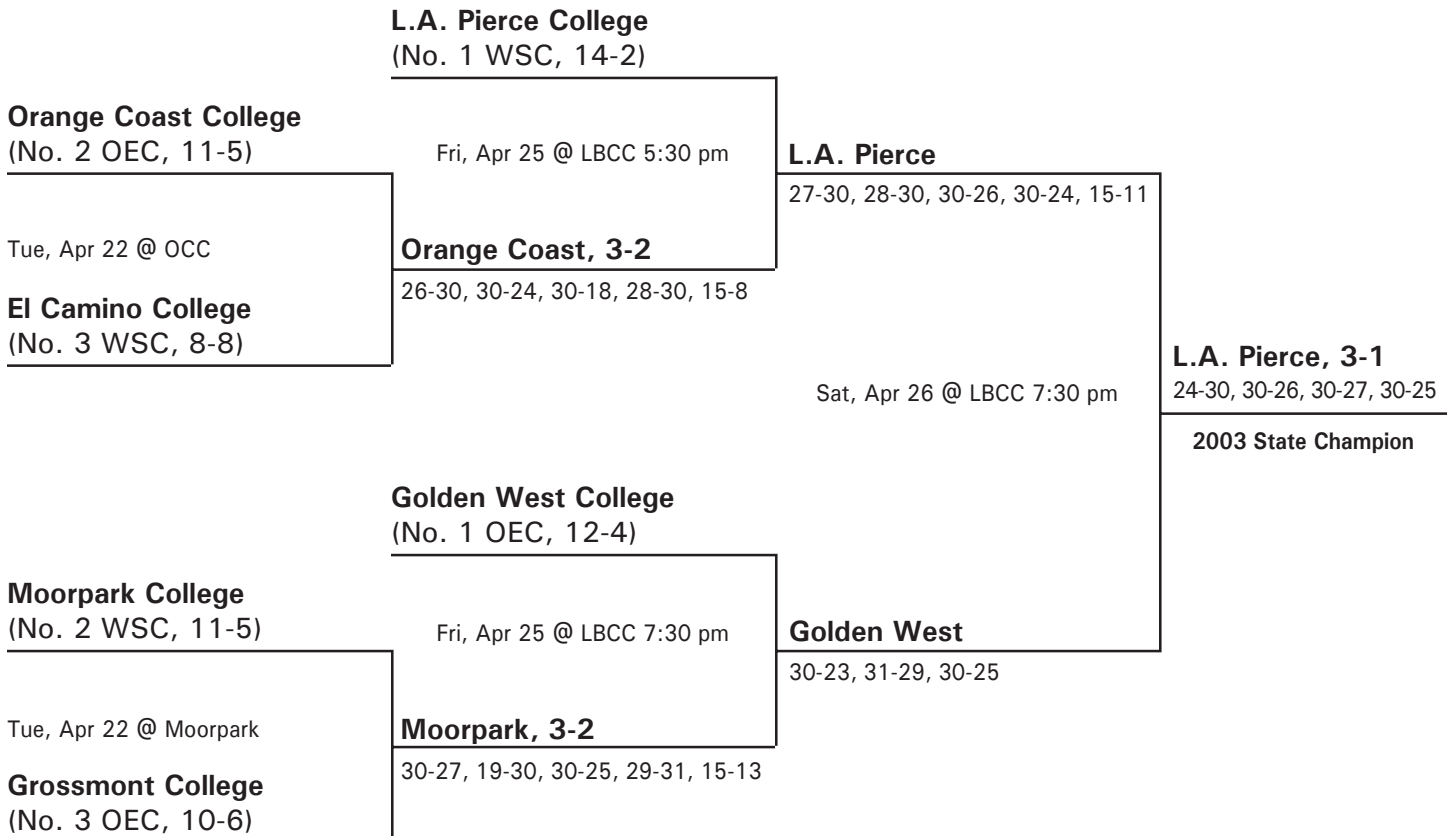 L.A. Pierce College
(No. 1 WSC, 14-2)
Orange Coast College
(No. 2 OEC, 11-5)
Fri, Apr 25 @ LBCC 5:30 pm
L.A. Pierce
27-30, 28-30, 30-26, 30-24, 15-11
Tue, Apr 22 @ OCC
Orange Coast, 3-2
26-30, 30-24, 30-18, 28-30, 15-8
El Camino College
(No. 3 WSC, 8-8)
L.A. Pierce, 3-1
24-30, 30-26, 30-27, 30-25
Sat, Apr 26 @ LBCC 7:30 pm
2003 State Champion
Golden West College
(No. 1 OEC, 12-4)
Moorpark College
(No. 2 WSC, 11-5)
Fri, Apr 25 @ LBCC 7:30 pm
Golden West
30-23, 31-29, 30-25
Tue, Apr 22 @ Moorpark
Moorpark, 3-2
30-27, 19-30, 30-25, 29-31, 15-13
Grossmont College
(No. 3 OEC, 10-6)